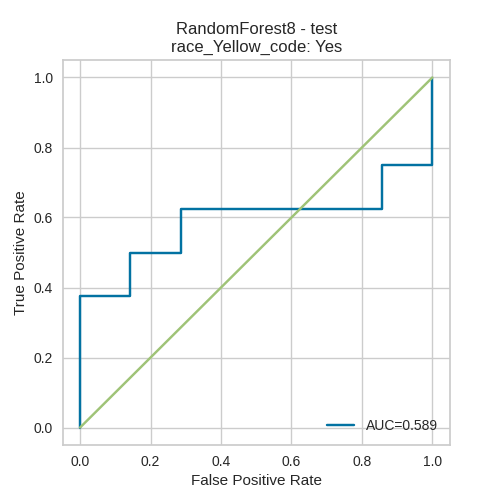 RandomForest8 - test
race_Yellow_code: Yes
1.0
0.8
0.6
0.4
0.2
0.0
True Positive Rate
AUC=0.589
0.0 0.2 0.4 0.6 0.8 1.0
False Positive Rate